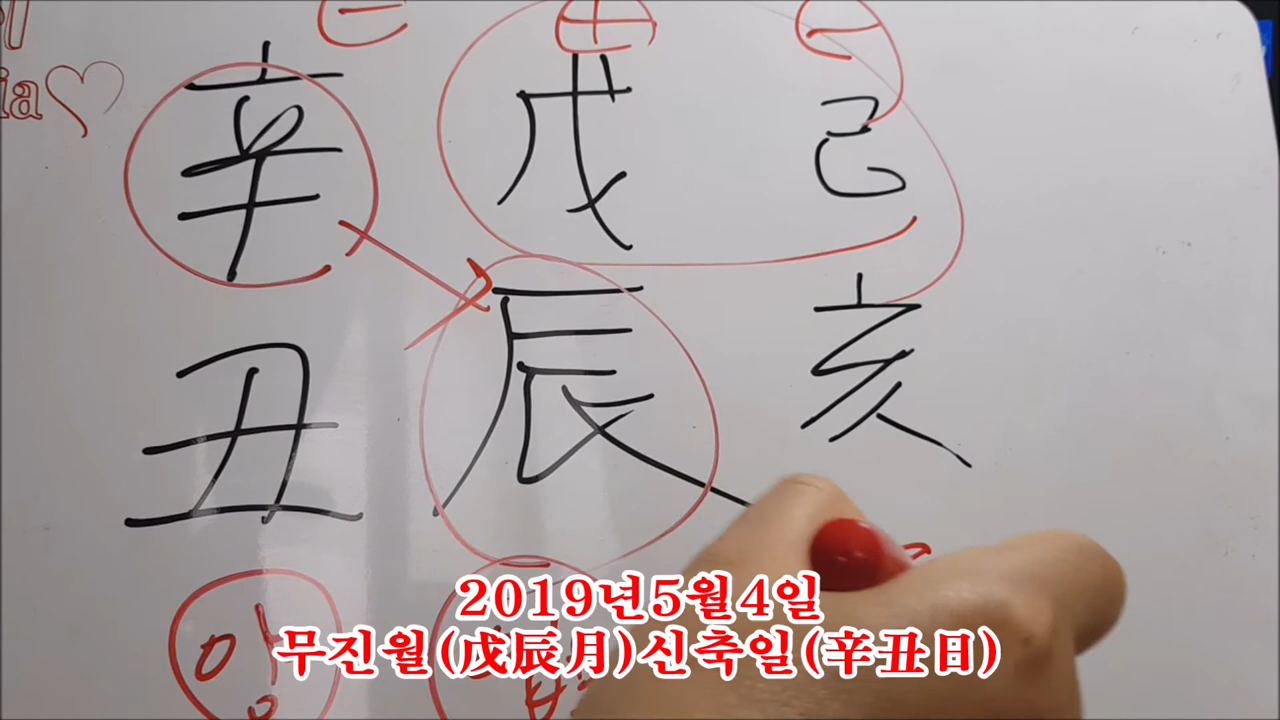 ia♡
辛 戊 己
丑 辰 亥
2019년5월4일
무진월(戊辰月)신축일(辛丑日)